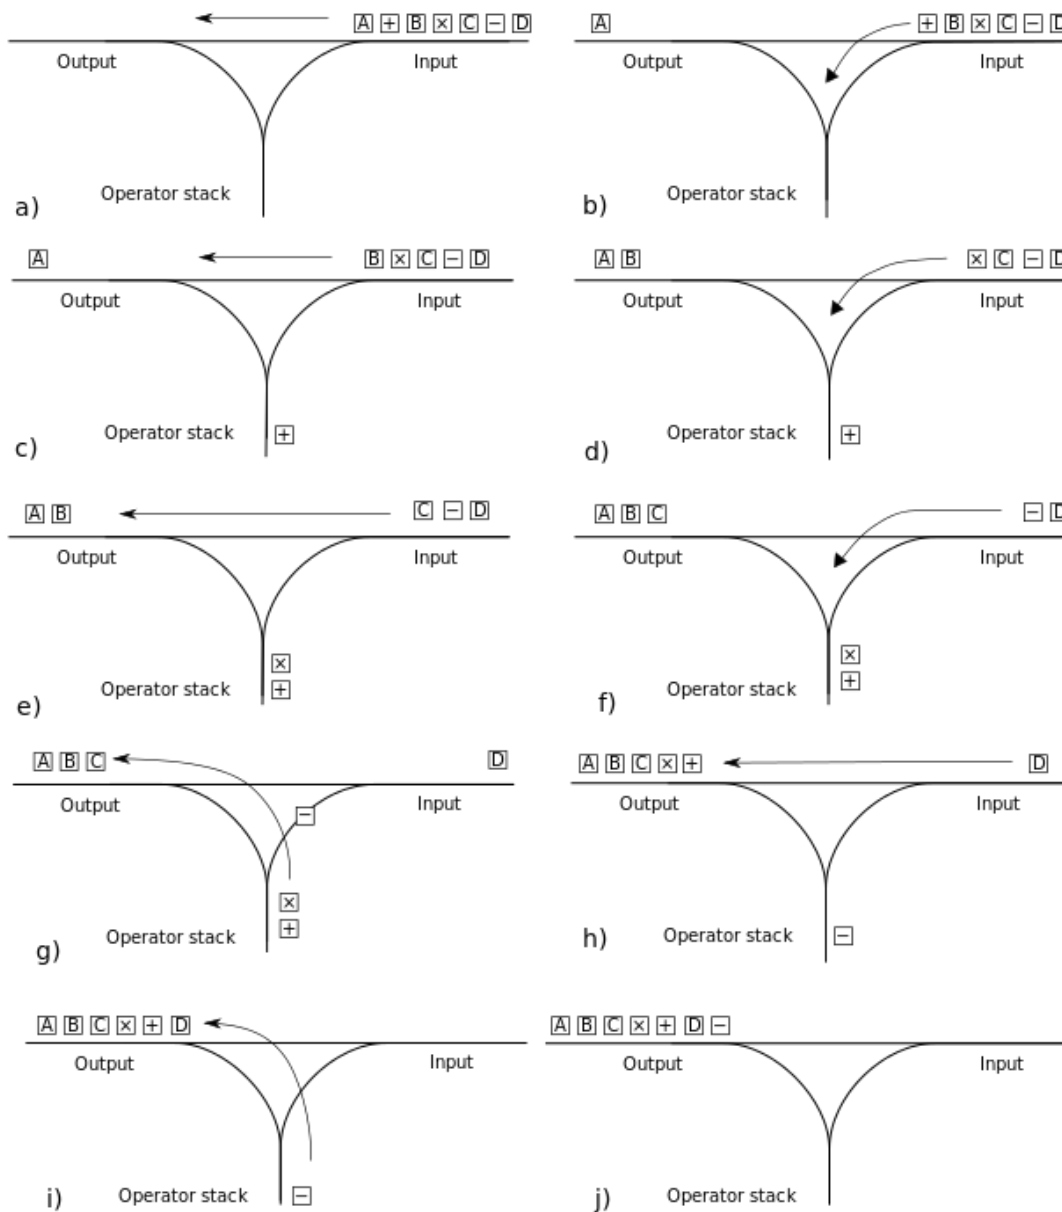 A + B × C − D
Output
Input
Operator stack
a)
A
+ B × C − D
Output
Input
Operator stack
b)
A
B × C − D
Output
Input
Operator stack
+
c)
A B
× C − D
Output
Input
Operator stack
+
d)
A B
C − D
Output
Input
×
Operator stack
+
e)
A B C
− D
Output
Input
×
Operator stack
+
f)
A B C
D
Output
Input
−
×
+
Operator stack
g)
A B C × +
D
Output
Input
Operator stack
−
h)
A B C × + D
Output
Input
Operator stack
−
i)
A B C × + D −
Output
Input
Operator stack
j)